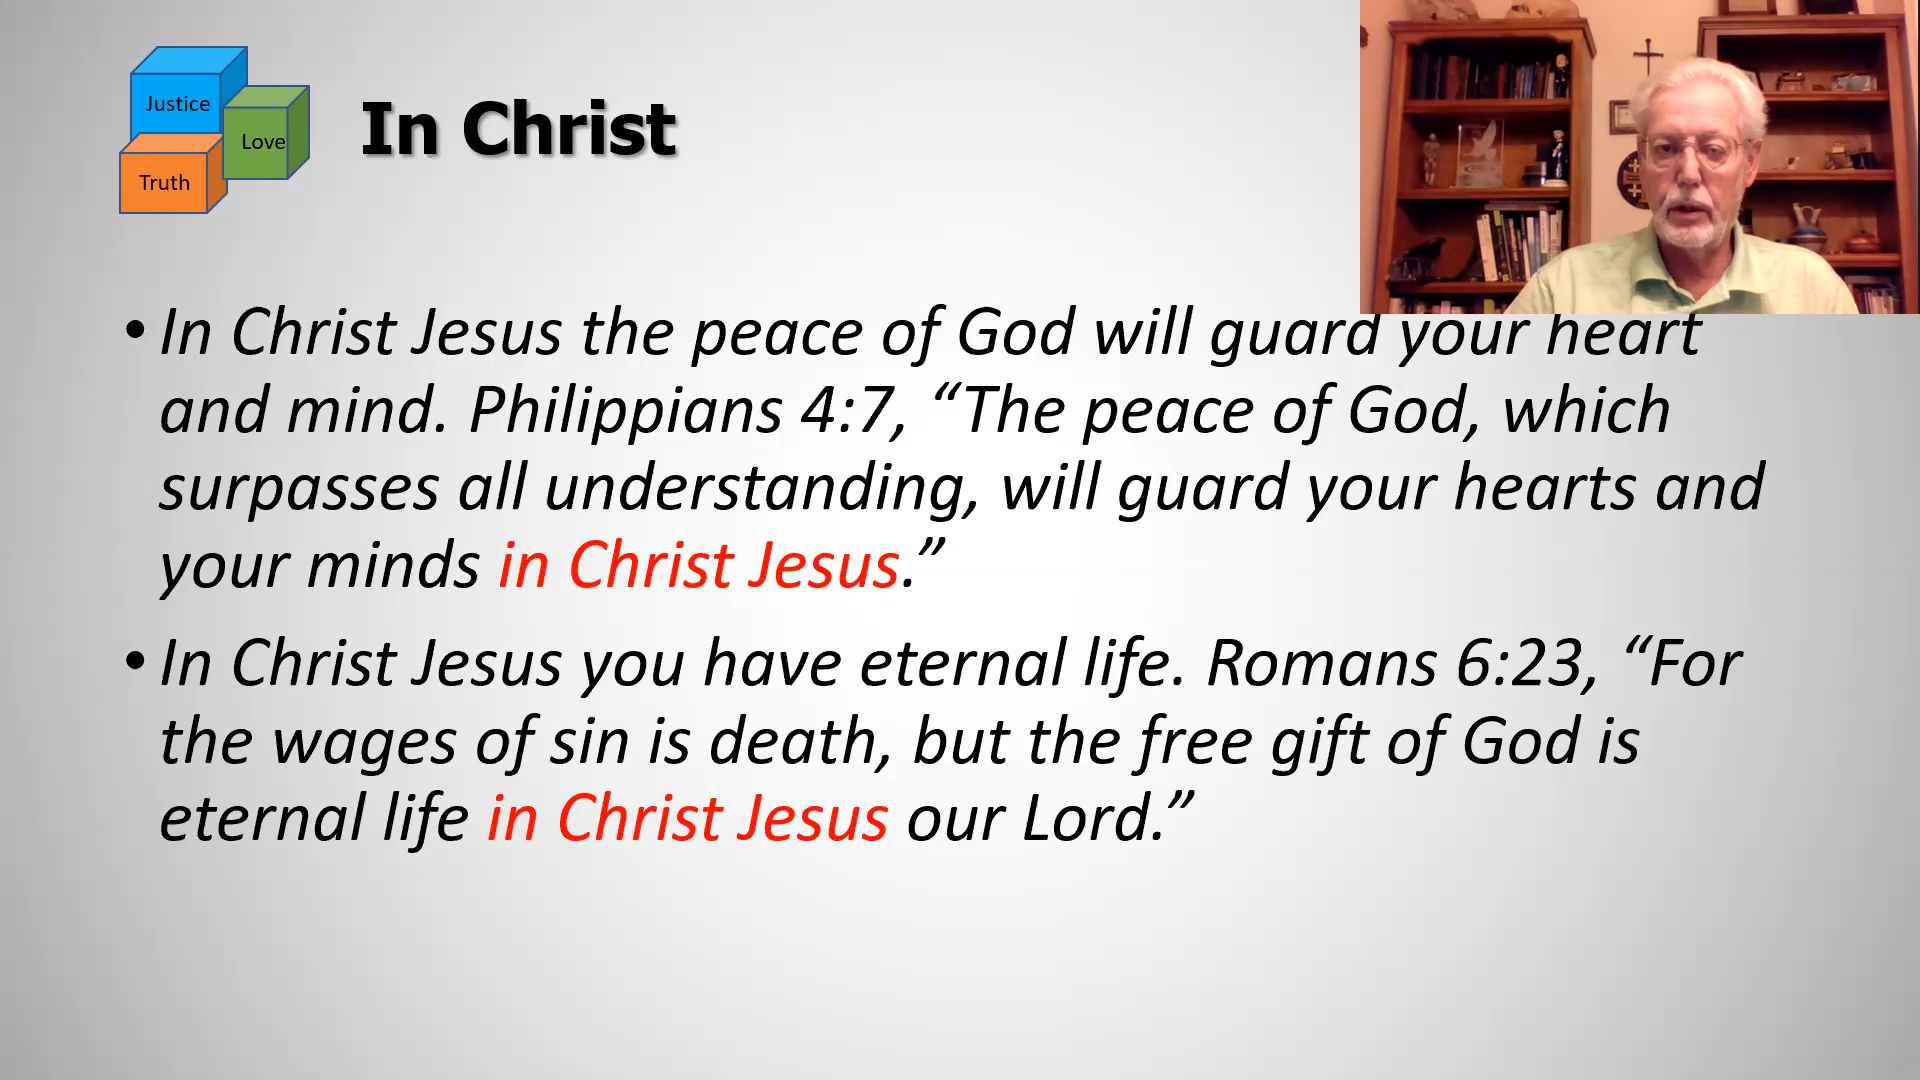 Justice
Love
Truth
In Christ
• In Christ Jesus the peace of God will guard your heart
and mind. Philippians 4:7, “The peace of God, which
surpasses all understanding, will guard your hearts and
your minds in Christ Jesus.”
• In Christ Jesus you have eternal life. Romans 6:23, “For
the wages of sin is death, but the free gift of God is
eternal life in Christ Jesus our Lord.”